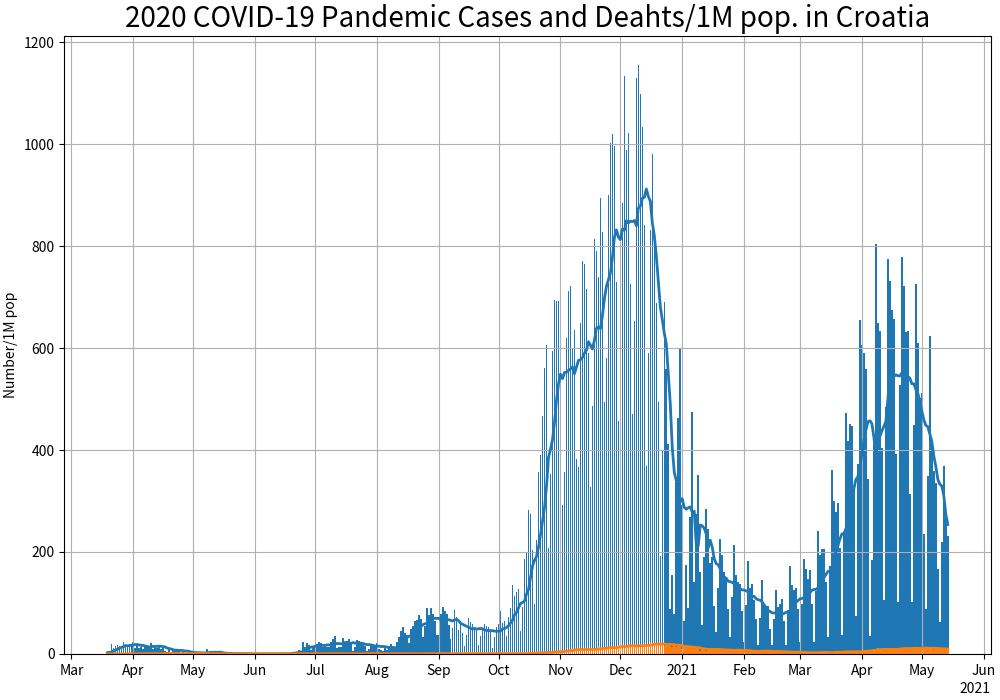 2020 COVID-19 Pandemic Cases and Deahts/1M pop. in Croatia
Number/1M pop
1200
1000
800
600
400
200
0
Mar Apr May Jun Jul Aug Sep Oct Nov Dec 2021 Feb Mar Apr May Jun
2021